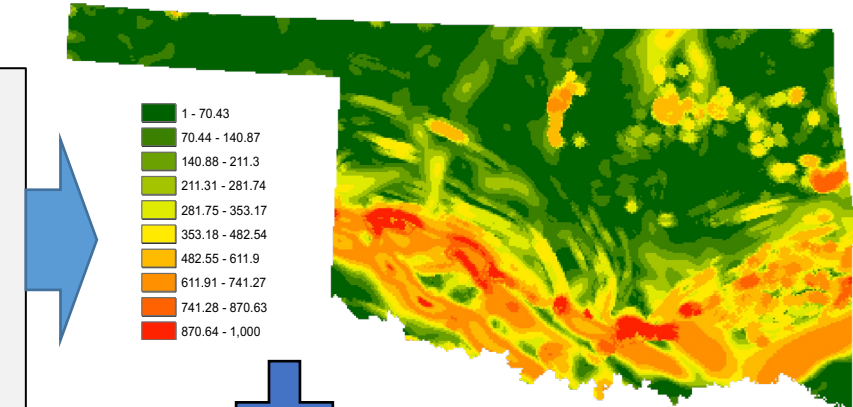 1 - 70.43
70.44 - 140.87
140.88 - 211.3
211.31 - 281.74
281.75 - 353.17
353.18 - 482.54
482.55 - 611.9
611.91 - 741.27
741.28 - 870.63
870.64 - 1,000